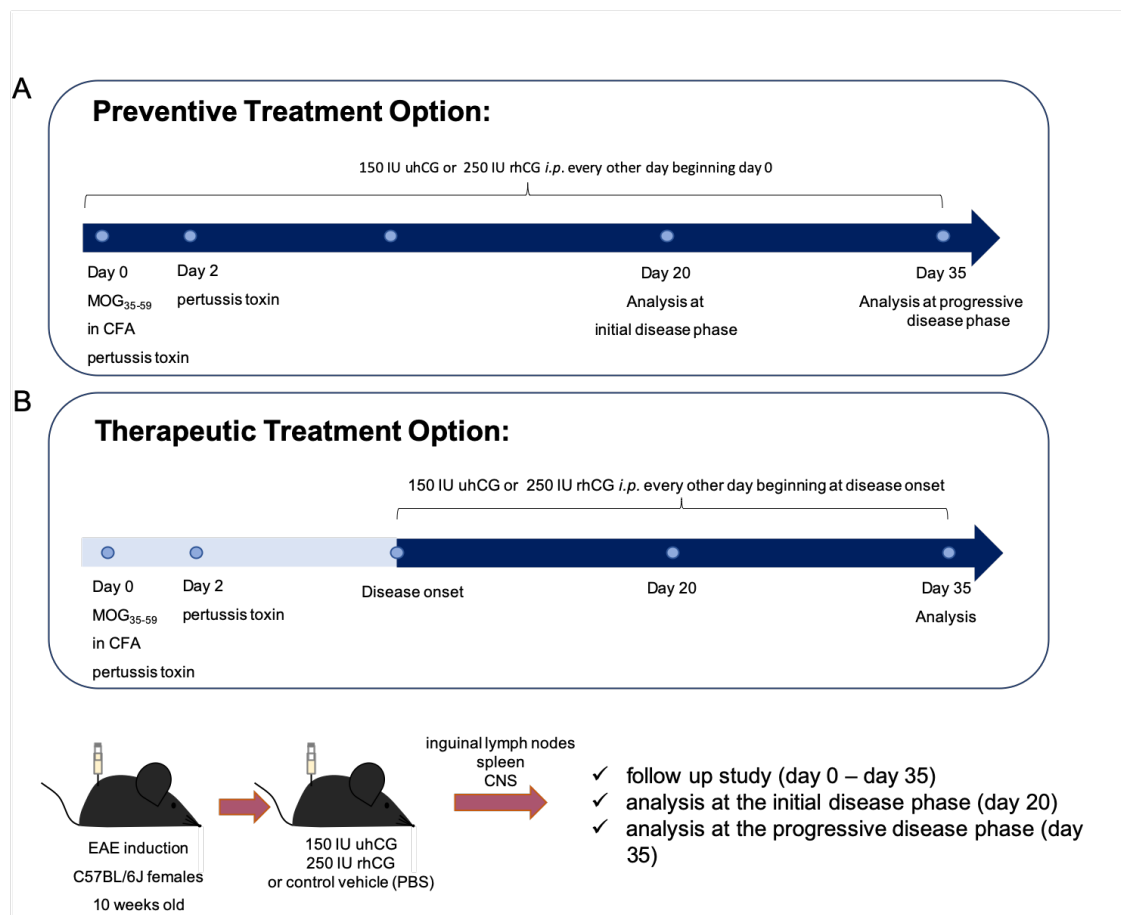 A
Preventive Treatment Option:
150 IU uhCG or 250 IU rhCG i.p. every other day beginning day 0
Day 0
MOG35-59
in CFA
pertussis toxin
Day 2
pertussis toxin
Day 20
Analysis at
initial disease phase
Day 35
Analysis at progressive
disease phase
B
Therapeutic Treatment Option:
150 IU uhCG or 250 IU rhCG i.p. every other day beginning at disease onset
Day 0
MOG35-59
in CFA
pertussis toxin
Day 2
pertussis toxin
Disease onset
Day 20
Day 35
Analysis
EAE induction
C57BL/6J females
10 weeks old
150 IU uhCG
250 IU rhCG
or control vehicle (PBS)
inguinal lymph nodes
spleen
CNS
✓ follow up study (day 0 – day 35)
✓ analysis at the initial disease phase (day 20)
✓ analysis at the progressive disease phase (day
35)